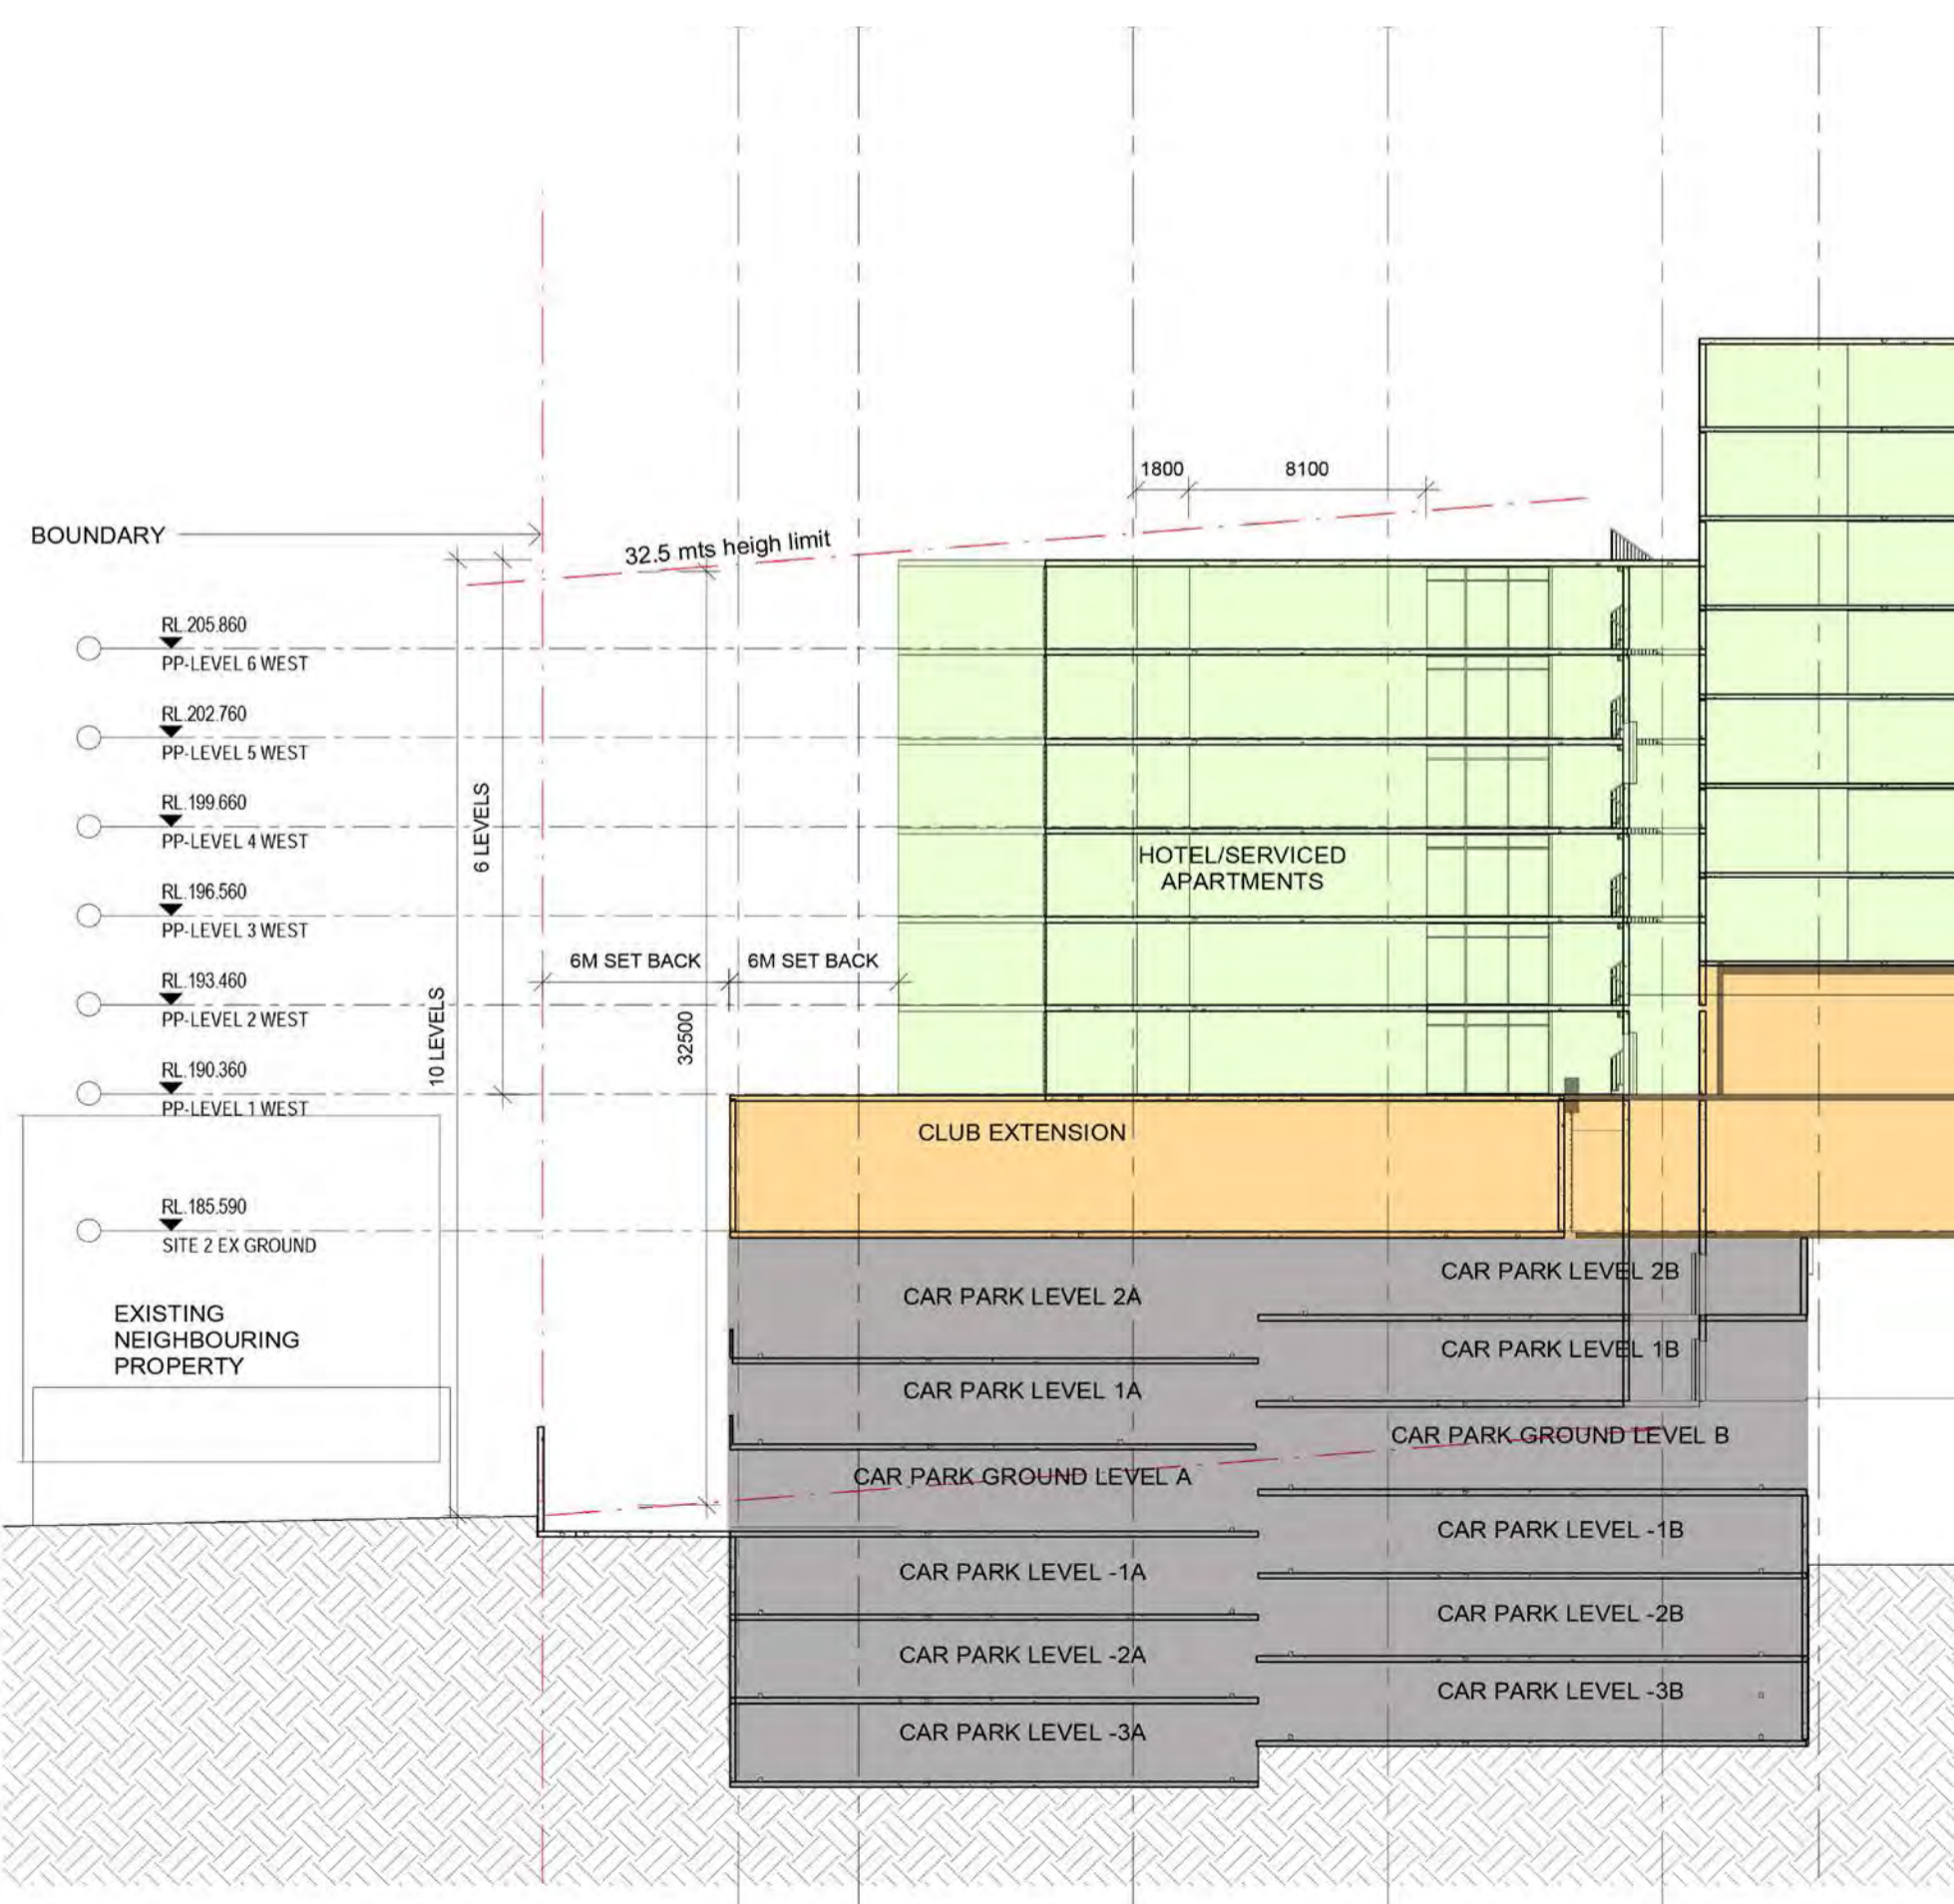 1800
8100
BOUNDARY
32.5 mts heigh limit
RL.205.860
PP-LEVEL 6 WEST
RL.202.760
PP-LEVEL 5 WEST
RL.199.660
PP-LEVEL 4 WEST
6 LEVELS
HOTEL/SERVICED
APARTMENTS
RL.196.560
PP-LEVEL 3 WEST
6M SET BACK
6M SET BACK
RL.193.460
PP-LEVEL 2 WEST
10 LEVELS
32500
RL.190.360
PP-LEVEL 1 WEST
CLUB EXTENSION
RL.185.590
SITE 2 EX GROUND
EXISTING
NEIGHBOURING
PROPERTY
CAR PARK LEVEL 2A
CAR PARK LEVEL 2B
CAR PARK LEVEL 1B
CAR PARK LEVEL 1A
CAR PARK GROUND LEVEL B
CAR PARK GROUND LEVEL A
CAR PARK LEVEL -1B
CAR PARK LEVEL -1A
CAR PARK LEVEL -2B
CAR PARK LEVEL -2A
CAR PARK LEVEL -3B
CAR PARK LEVEL -3A